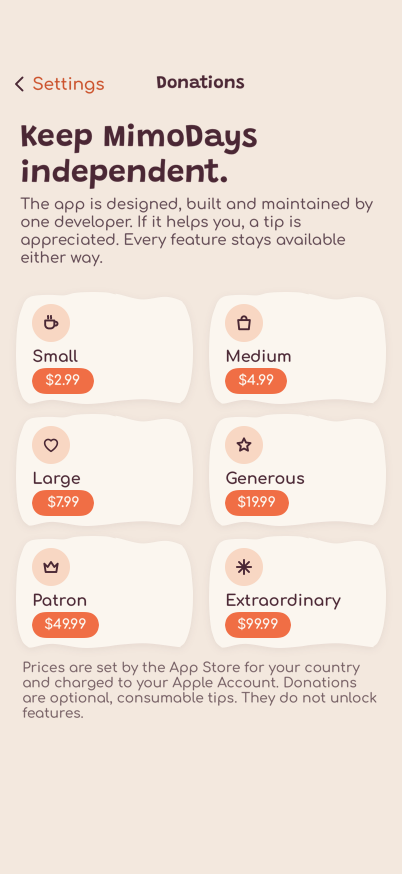 Settings
Donations
Keep MimoDays
independent.
The app is designed, built and maintained by
one developer. If it helps you, a tip is
appreciated. Every feature stays available
either way.
Small
$2.99
Medium
$4.99
Large
$7.99
Generous
$19.99
Patron
$49.99
Extraordinary
$99.99
Prices are set by the App Store for your country
and charged to your Apple Account. Donations
are optional, consumable tips. They do not unlock
features.